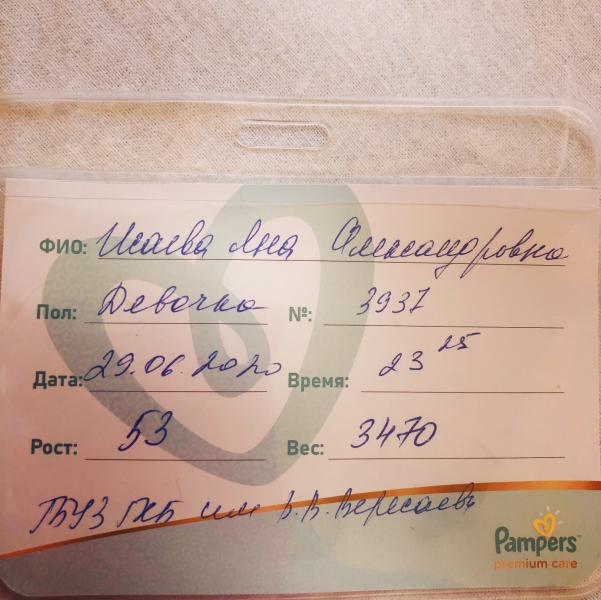 ФИО: Исаева Яна Александровна
Пол: Девочка №: 3937
Дата: 29.06.2020 Время: 23 25
Рост: 53 Вес: 3470
ГБУЗ ГКБ им В.В. Вересаева
Pampers
premium care